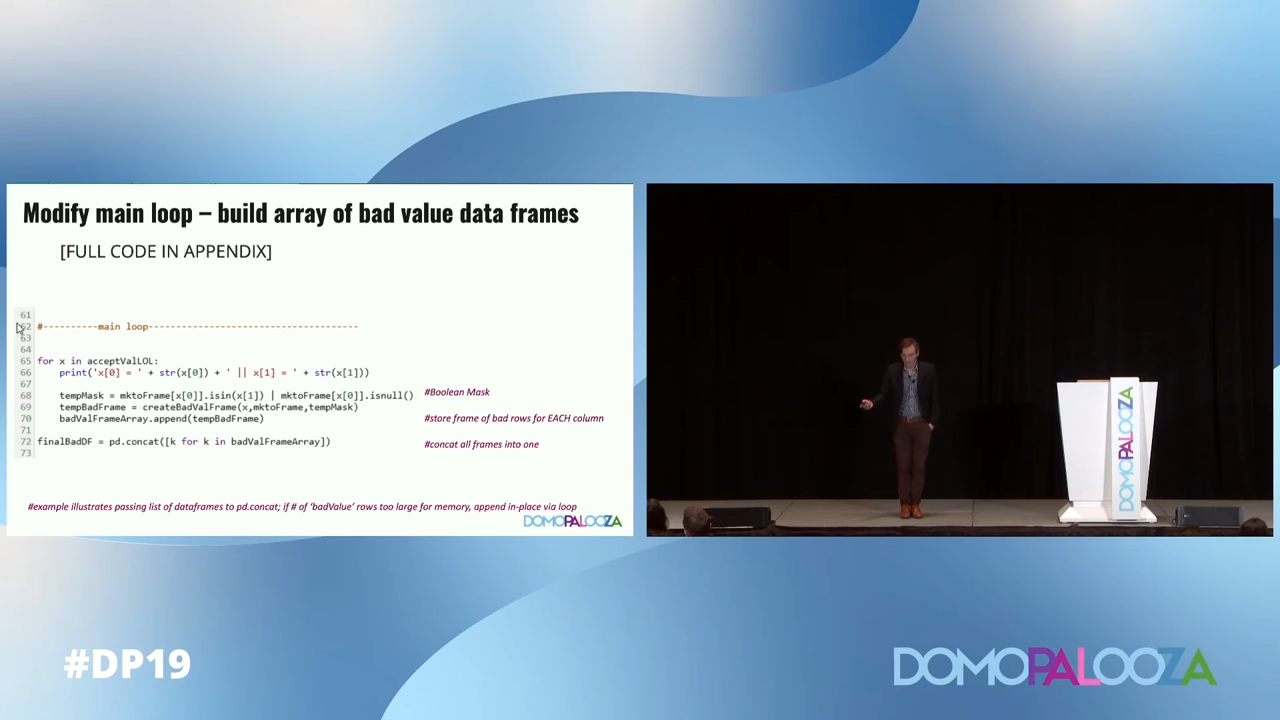 Modify main loop – build array of bad value data frames
[FULL CODE IN APPENDIX]
61
62 #----------main loop--------------------------------------
63
64
65 for x in acceptValLOL:
66 print('x[0] = ' + str(x[0]) + ' || x[1] = ' + str(x[1]))
67
68 tempMask = mktoFrame[x[0]].isin(x[1]) | mktoFrame[x[0]].isnull() #Boolean Mask
69 tempBadFrame = createBadValFrame(x,mktoFrame,tempMask)
70 badValFrameArray.append(tempBadFrame) #store frame of bad rows for EACH column
71
72 finalBadDF = pd.concat([k for k in badValFrameArray]) #concat all frames into one
73
#example illustrates passing list of dataframes to pd.concat; if # of ‘badValue’ rows too large for memory, append in-place via loop
DOMOPALOOZA
DOMOPALOOZA
#DP19
DOMOPALOOZA